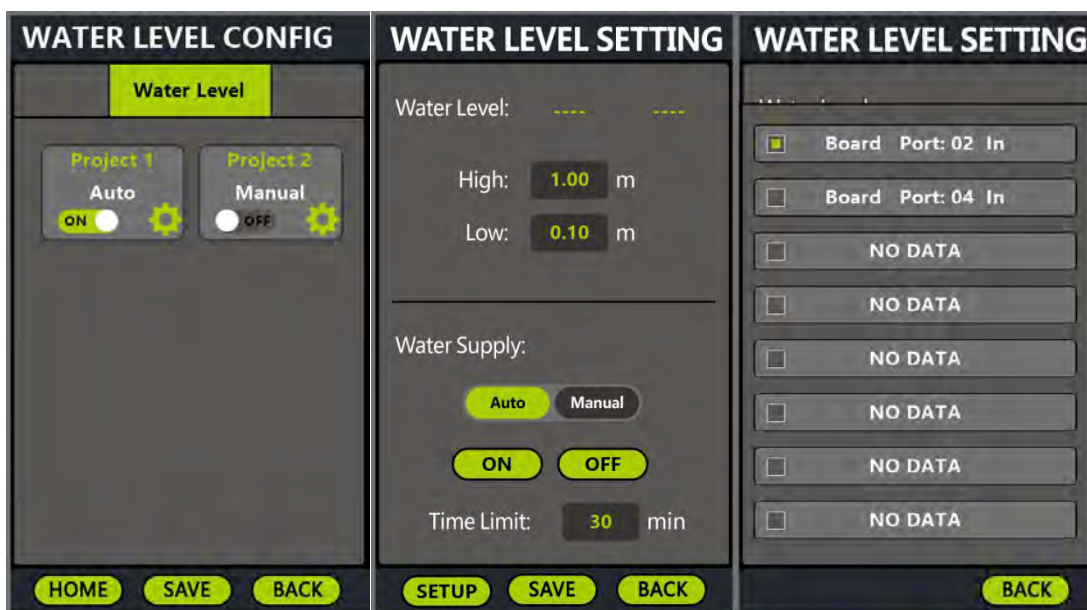 WATER LEVEL CONFIG
Water Level
Project 1
Auto
ON
Project 2
Manual
OFF
HOME SAVE BACK
WATER LEVEL SETTING
Water Level: ---- ----
High: 1.00 m
Low: 0.10 m
Water Supply:
Auto Manual
ON OFF
Time Limit: 30 min
SETUP SAVE BACK
WATER LEVEL SETTING
Board Port: 02 In
Board Port: 04 In
NO DATA
NO DATA
NO DATA
NO DATA
NO DATA
NO DATA
BACK